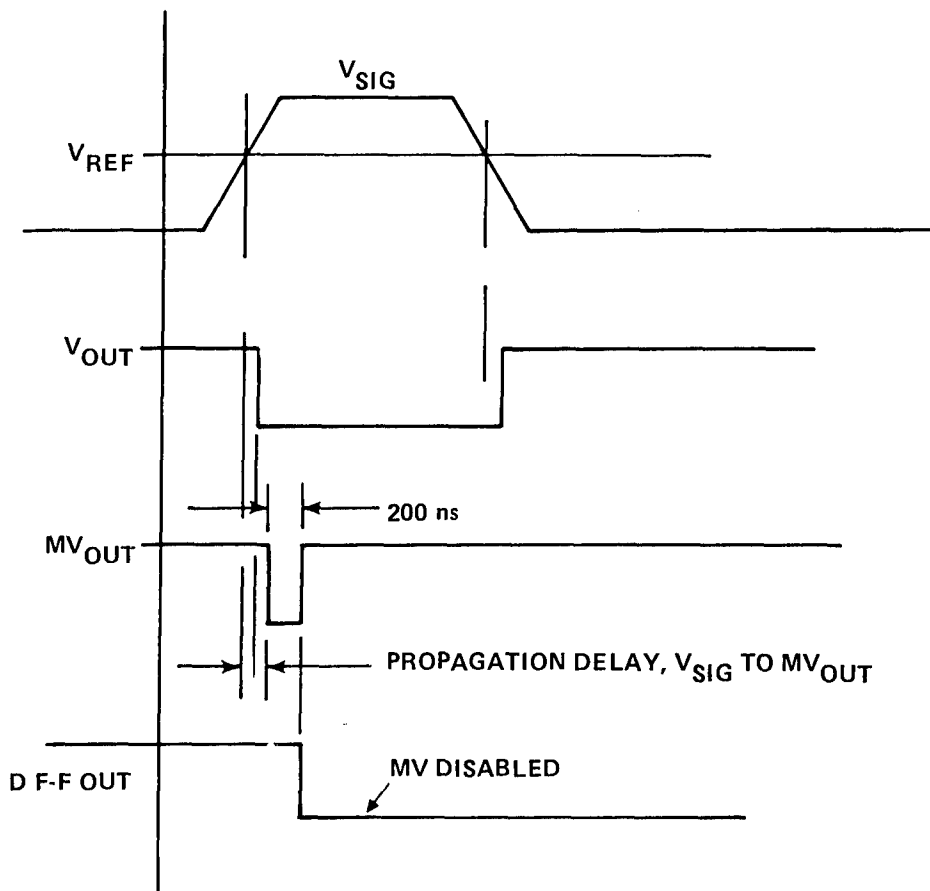 V_SIG
V_REF
V_OUT
200 ns
MV_OUT
PROPAGATION DELAY, V_SIG TO MV_OUT
D F-F OUT
MV DISABLED